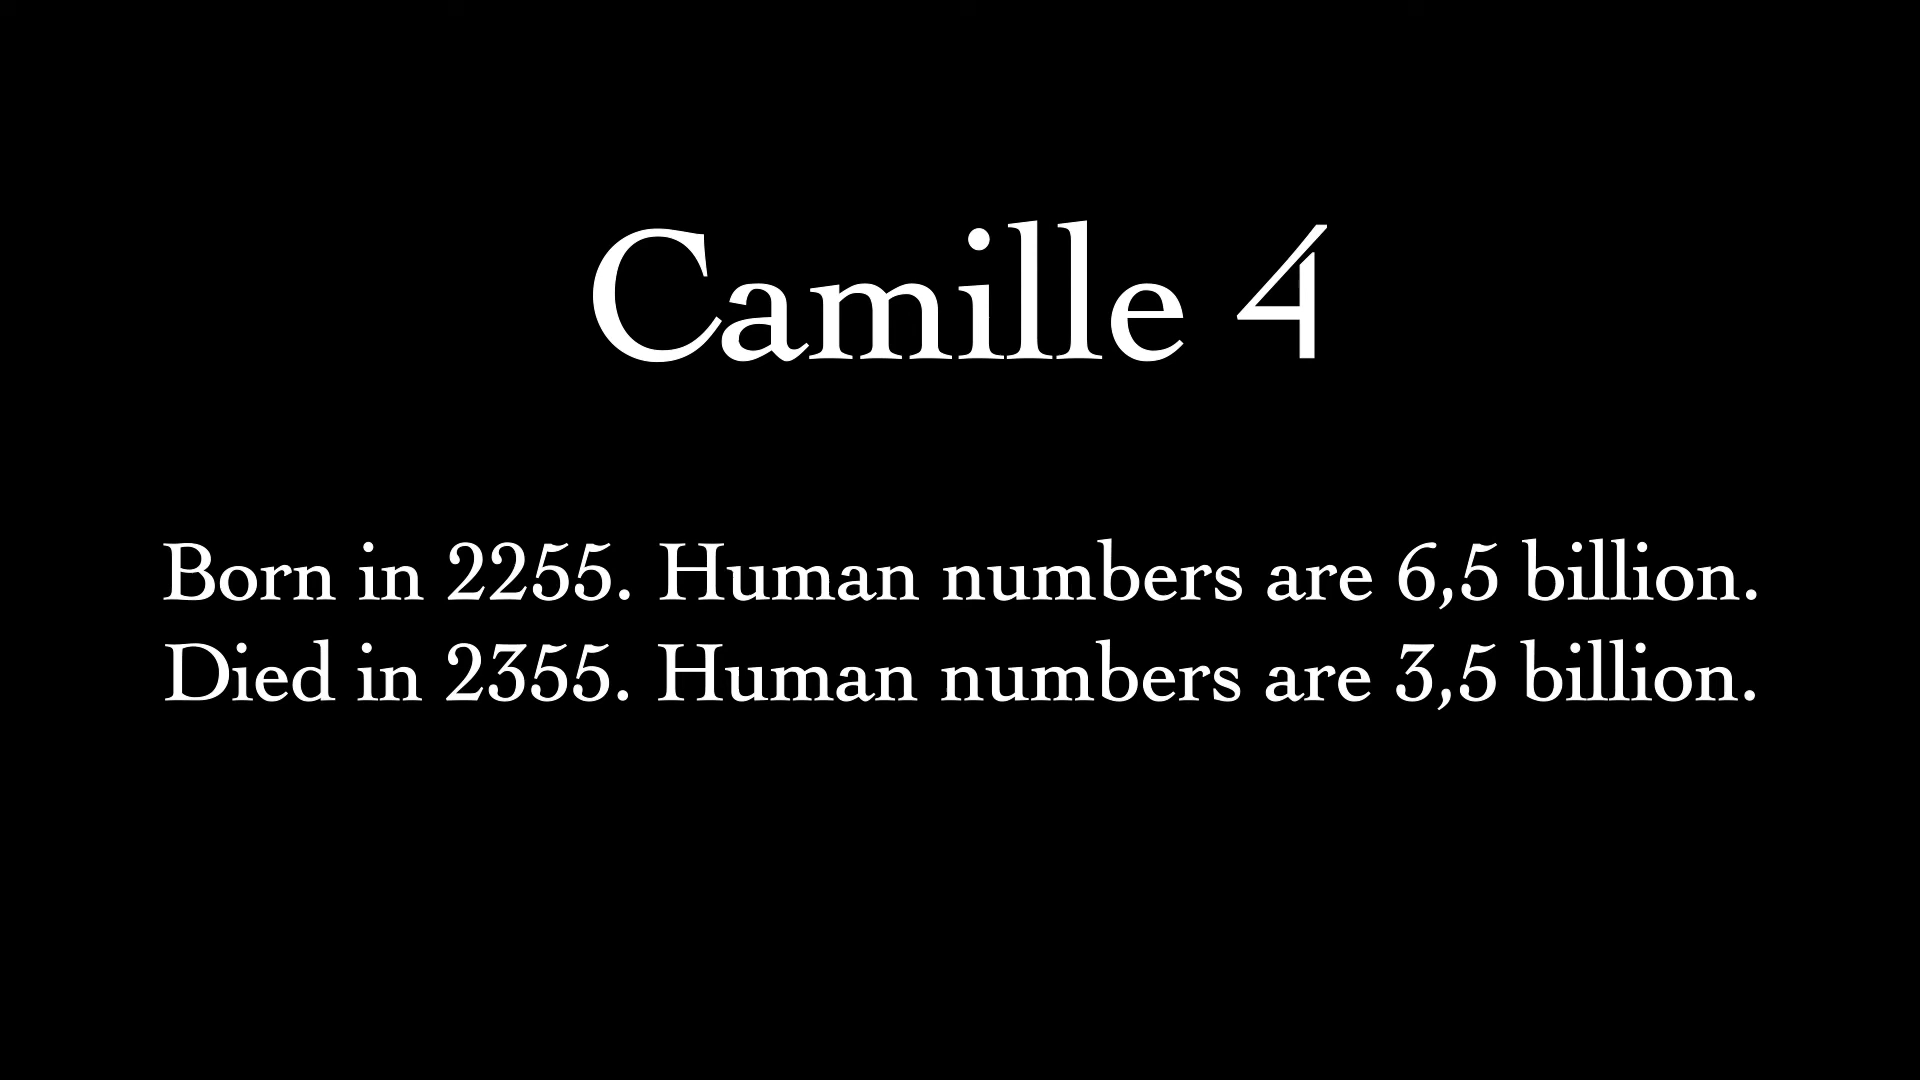 Camille 4
Born in 2255. Human numbers are 6,5 billion.
Died in 2355. Human numbers are 3,5 billion.